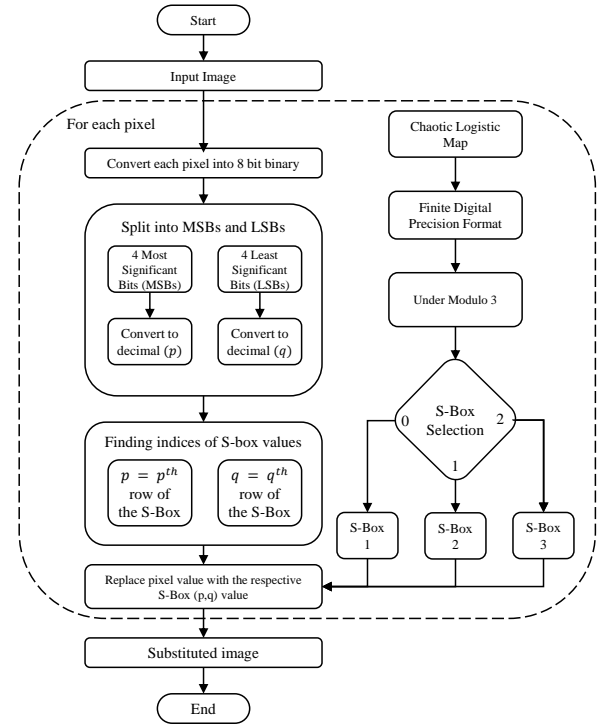 Start
Input Image
For each pixel
Convert each pixel into 8 bit binary
Split into MSBs and LSBs
4 Most
Significant
Bits (MSBs)
4 Least
Significant
Bits (LSBs)
Convert to
decimal (p)
Convert to
decimal (q)
Finding indices of S-box values
p = p^th
row of
the S-Box
q = q^th
row of
the S-Box
Replace pixel value with the respective
S-Box (p,q) value
Substituted image
End
Chaotic Logistic
Map
Finite Digital
Precision Format
Under Modulo 3
S-Box
Selection
0
1
2
S-Box
1
S-Box
2
S-Box
3